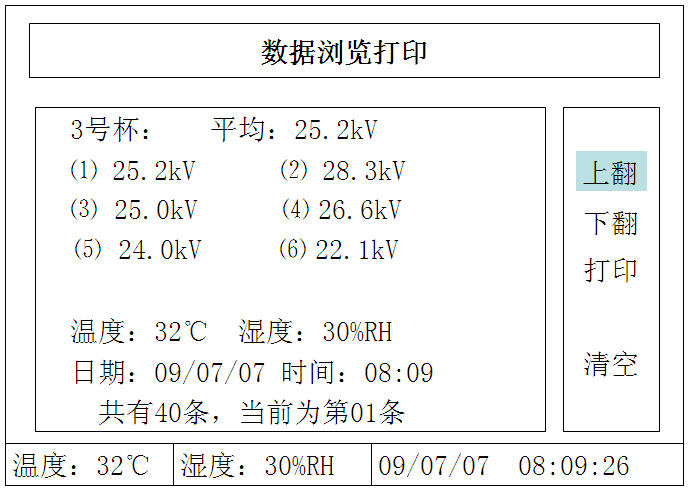 数据浏览打印
3号杯： 平均：25.2kV
⑴ 25.2kV ⑵ 28.3kV
⑶ 25.0kV ⑷ 26.6kV
⑸ 24.0kV ⑹ 22.1kV
温度：32℃ 湿度：30%RH
日期：09/07/07 时间：08:09
共有40条，当前为第01条
上翻
下翻
打印
清空
温度：32℃ 湿度：30%RH 09/07/07 08:09:26